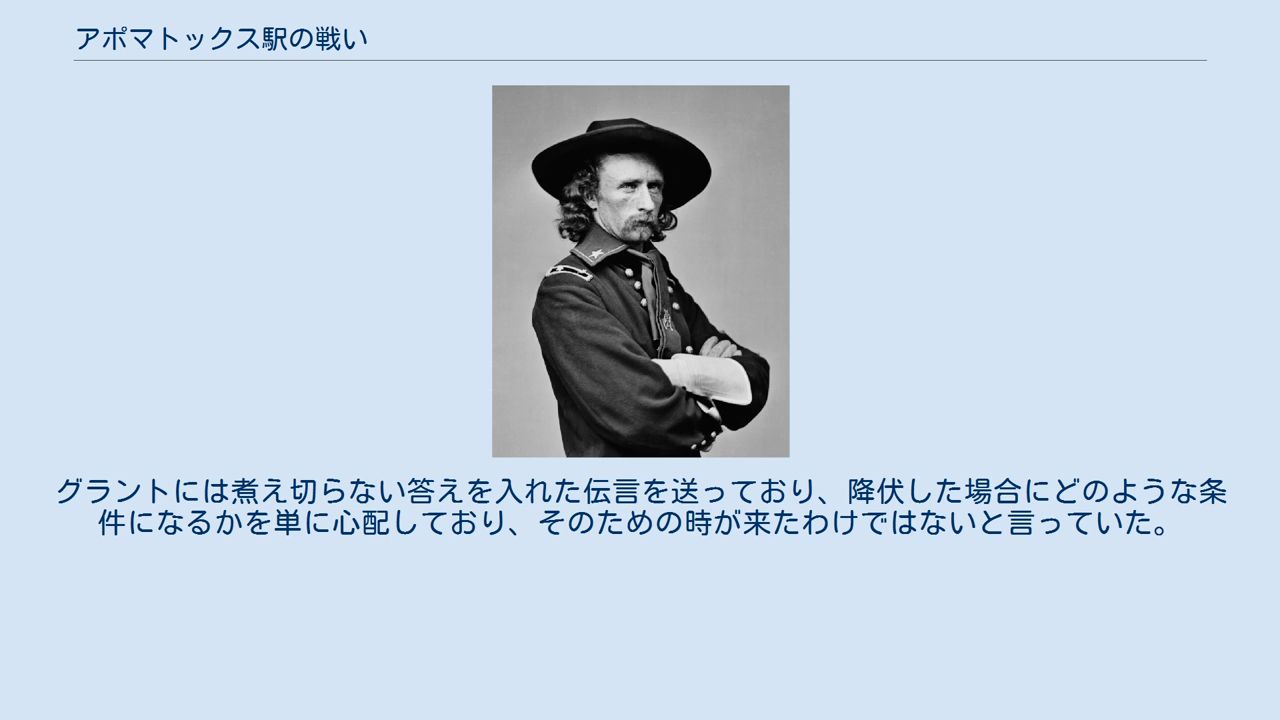 アポマトックス駅の戦い
グラントには煮え切らない答えを入れた伝言を送っており、降伏した場合にどのような条
件になるかを単に心配しており、そのための時が来たわけではないと言っていた。